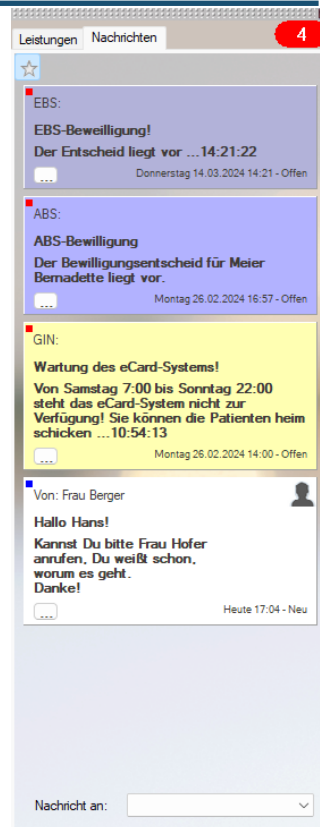 Leistungen Nachrichten 4
EBS:
EBS-Beweilligung!
Der Entscheid liegt vor ...14:21:22
... Donnerstag 14.03.2024 14:21 - Offen
ABS:
ABS-Bewilligung
Der Bewilligungsentscheid für Meier
Bernadette liegt vor.
... Montag 26.02.2024 16:57 - Offen
GIN:
Wartung des eCard-Systems!
Von Samstag 7:00 bis Sonntag 22:00
steht das eCard-System nicht zur
Verfügung! Sie können die Patienten heim
schicken ...10:54:13
... Montag 26.02.2024 14:00 - Offen
Von: Frau Berger
Hallo Hans!
Kannst Du bitte Frau Hofer
anrufen, Du weißt schon,
worum es geht.
Danke!
... Heute 17:04 - Neu
Nachricht an: